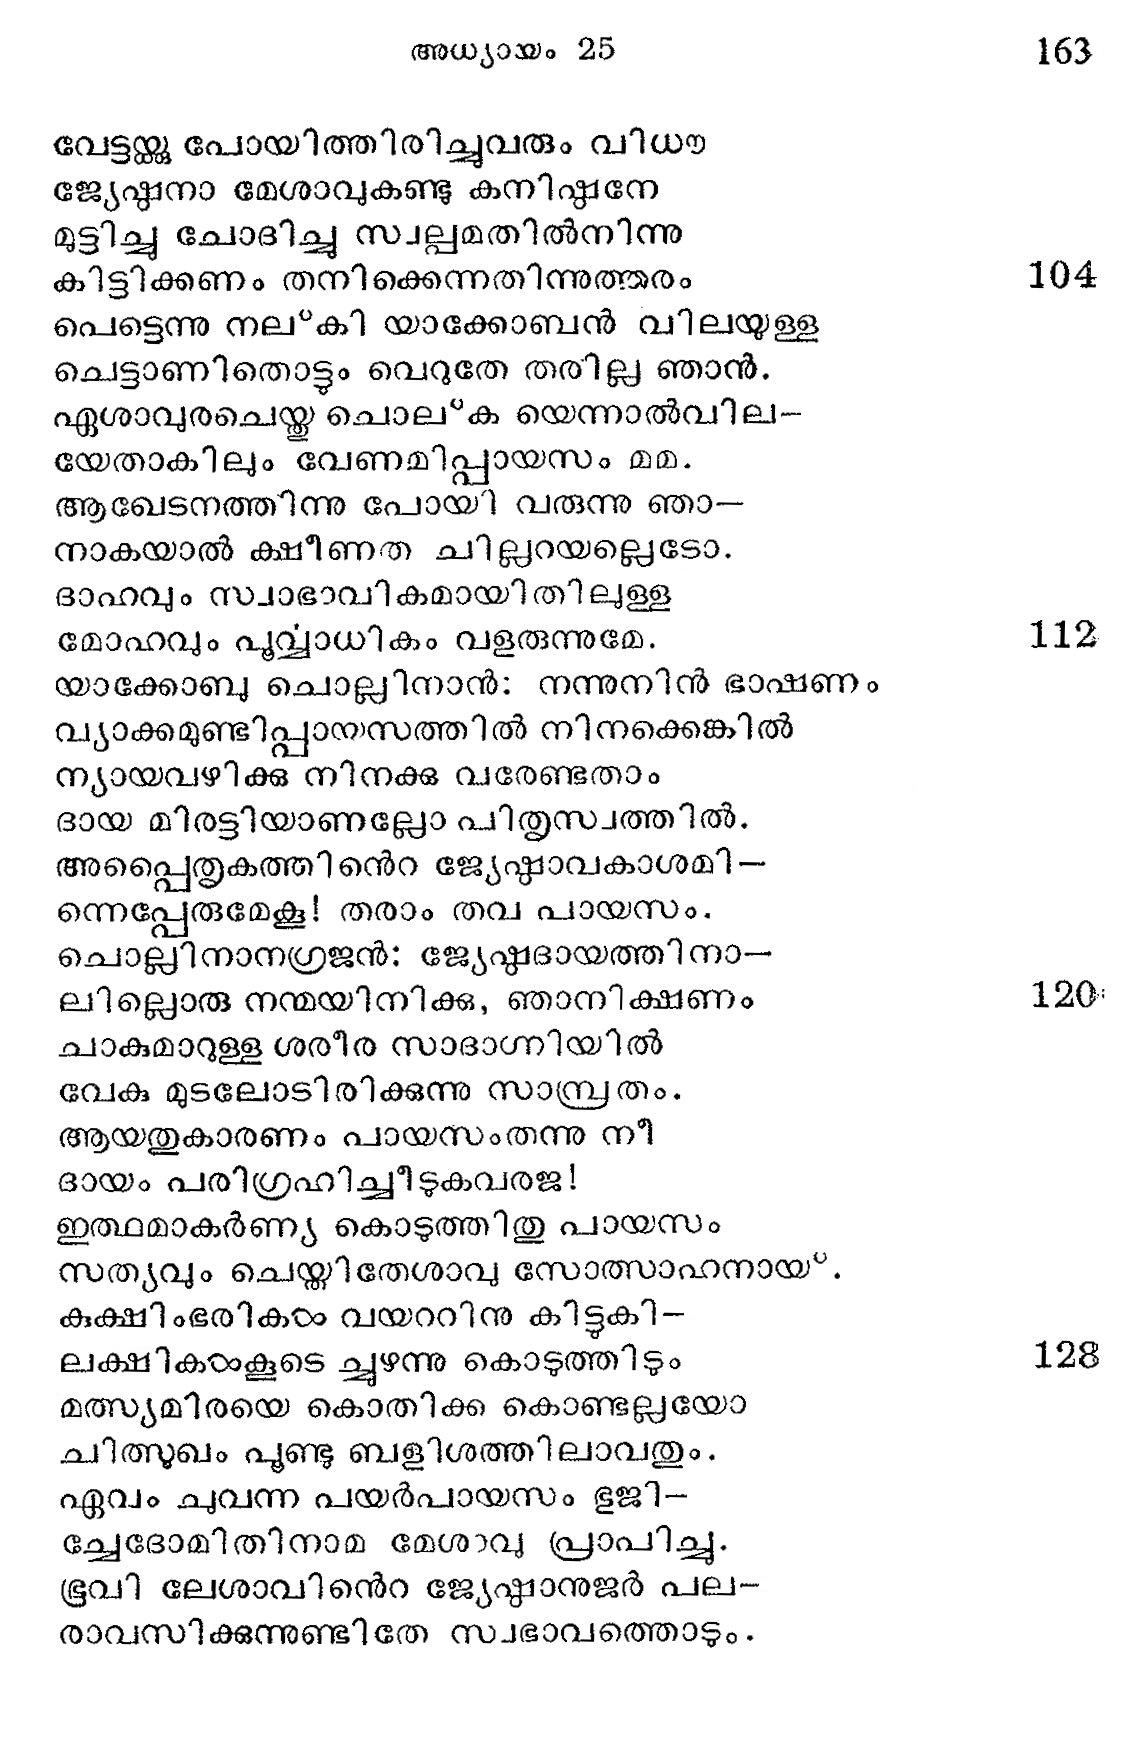 അധ്യായം 25 163
വേട്ടയ്ക്കു പോയിത്തിരിച്ചുവരും വിധൗ
ജ്യേഷ്ഠനാ മേശാവുകണ്ടു കനിഷ്ഠനേ
മുട്ടിച്ചു ചോദിച്ചു സ്വല്പമതിൽനിന്നു
കിട്ടിക്കണം തനിക്കെന്നതിന്നുത്തരം 104
പെട്ടെന്നു നല്കി യാക്കോബൻ വിലയുള്ള
ചെട്ടാണിതൊട്ടും വെറുതേ തരില്ല ഞാൻ.
ഏശാവുരചെയ്തു ചൊല്ക യെന്നാൽവില–
യേതാകിലും വേണമിപ്പായസം മമ.
ആഖേടനത്തിന്നു പോയി വരുന്നു ഞാ–
നാകയാൽ ക്ഷീണത ചില്ലറയല്ലെടോ.
ദാഹവും സ്വാഭാവികമായിതിലുള്ള
മോഹവും പൂർവ്വാധികം വളരുന്നുമേ. 112
യാക്കോബു ചൊല്ലിനാൻ: നന്നുനിൻ ഭാഷണം
വ്യാക്കമുണ്ടിപ്പായസത്തിൽ നിനക്കെങ്കിൽ
ന്യായവഴിക്കു നിനക്കു വരേണ്ടതാം
ദായ മിരട്ടിയാണല്ലോ പിതൃസ്വത്തിൽ.
അപ്പൈതൃകത്തിൻെറ ജ്യേഷ്ഠാവകാശമി–
ന്നെപ്പേരുമേകൂ! തരാം തവ പായസം.
ചൊല്ലിനാനഗ്രജൻ: ജ്യേഷ്ഠദായത്തിനാ–
ലില്ലൊരു നന്മയിനിക്കു, ഞാനിക്ഷണം 120
ചാകുമാറുള്ള ശരീര സാദാഗ്നിയിൽ
വേകു മുടലോടിരിക്കുന്നു സാമ്പ്രതം.
ആയതുകാരണം പായസംതന്നു നീ
ദായം പരിഗ്രഹിച്ചീടുകവരജ!
ഇത്ഥമാകർണ്യ കൊടുത്തിതു പായസം
സത്യവും ചെയ്തിതേശാവു സോത്സാഹനായ്.
കുക്ഷിംഭരികൾ വയററിനു കിട്ടുകി–
ലക്ഷികൾകൂടെ ച്ചുഴന്നു കൊടുത്തിടും 128
മത്സ്യമിരയെ കൊതിക്ക കൊണ്ടല്ലയോ
ചിത്സുഖം പൂണ്ടു ബളിശത്തിലാവതും.
ഏവം ചുവന്ന പയർപായസം ഭുജി–
ച്ചേദോമിതിനാമ മേശാവു പ്രാപിച്ചു.
ഭൂവി ലേശാവിൻെറ ജ്യേഷ്ഠാനുജർ പല–
രാവസിക്കുന്നുണ്ടിതേ സ്വഭാവത്തൊടും.